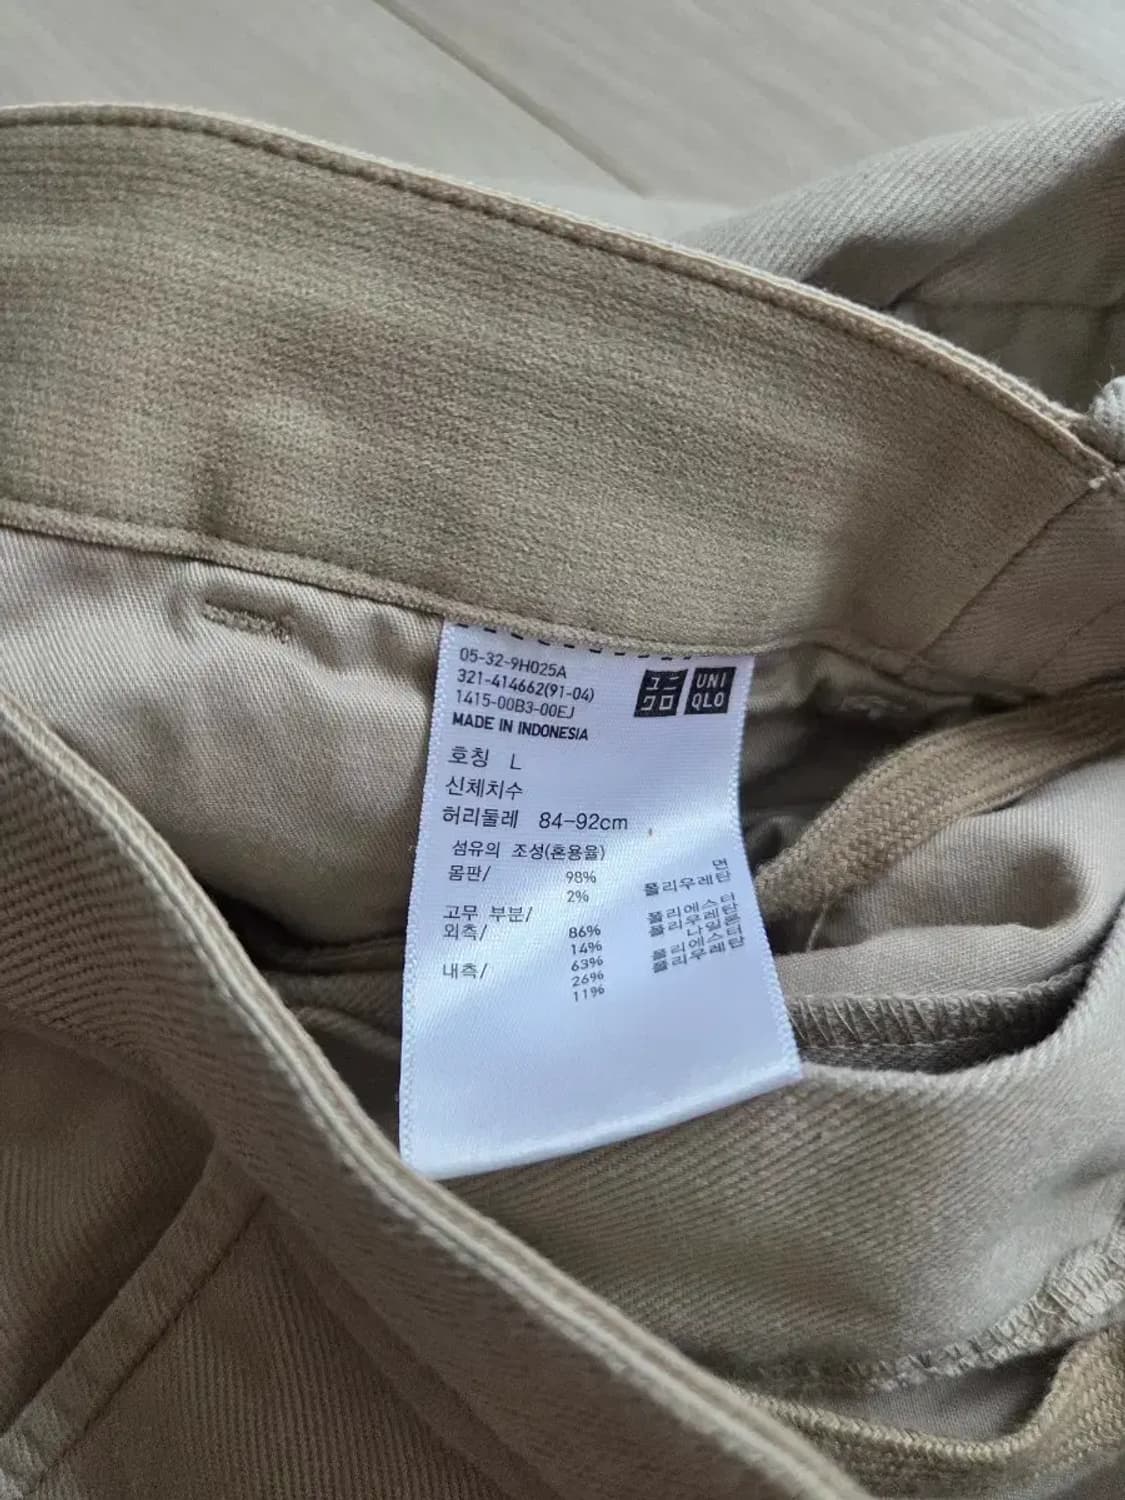 05-32-9H025A
321-414662(91-04)
1415-00B3-00EJ
MADE IN INDONESIA
ユニクロ
UNIQLO
호칭 L
신체치수
허리둘레 84-92cm
섬유의 조성(혼용율)
몸판/ 98% 면
2% 폴리우레탄
고무 부분/
외측/ 86% 폴리에스터
14% 폴리우레탄
내측/ 63% 나일론
26% 폴리에스터
11% 폴리우레탄